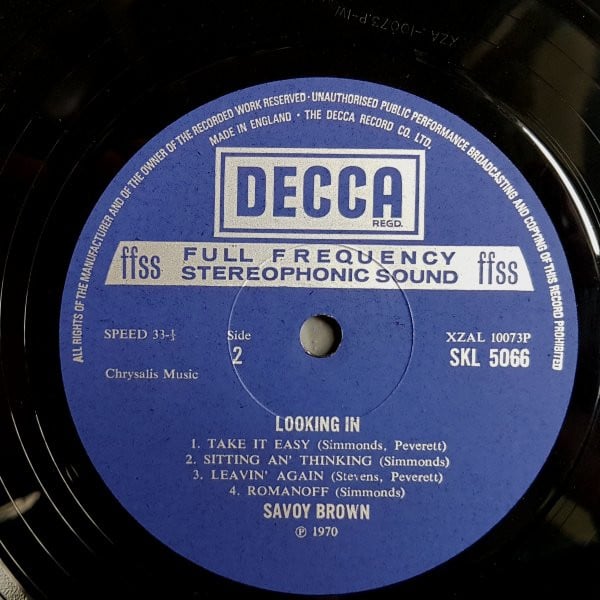 XZAL-10073.P-1W
ALL RIGHTS OF THE MANUFACTURER AND OF THE OWNER OF THE RECORDED WORK RESERVED · UNAUTHORISED PUBLIC PERFORMANCE BROADCASTING AND COPYING OF THIS RECORD PROHIBITED
MADE IN ENGLAND · THE DECCA RECORD CO. LTD.
DECCA
REGD.
ffss FULL FREQUENCY ffss
STEREOPHONIC SOUND
SPEED 33-⅓ Side XZAL 10073P
2 SKL 5066
Chrysalis Music
LOOKING IN
1. TAKE IT EASY (Simmonds, Peverett)
2. SITTING AN' THINKING (Simmonds)
3. LEAVIN' AGAIN (Stevens, Peverett)
4. ROMANOFF (Simmonds)
SAVOY BROWN
℗ 1970